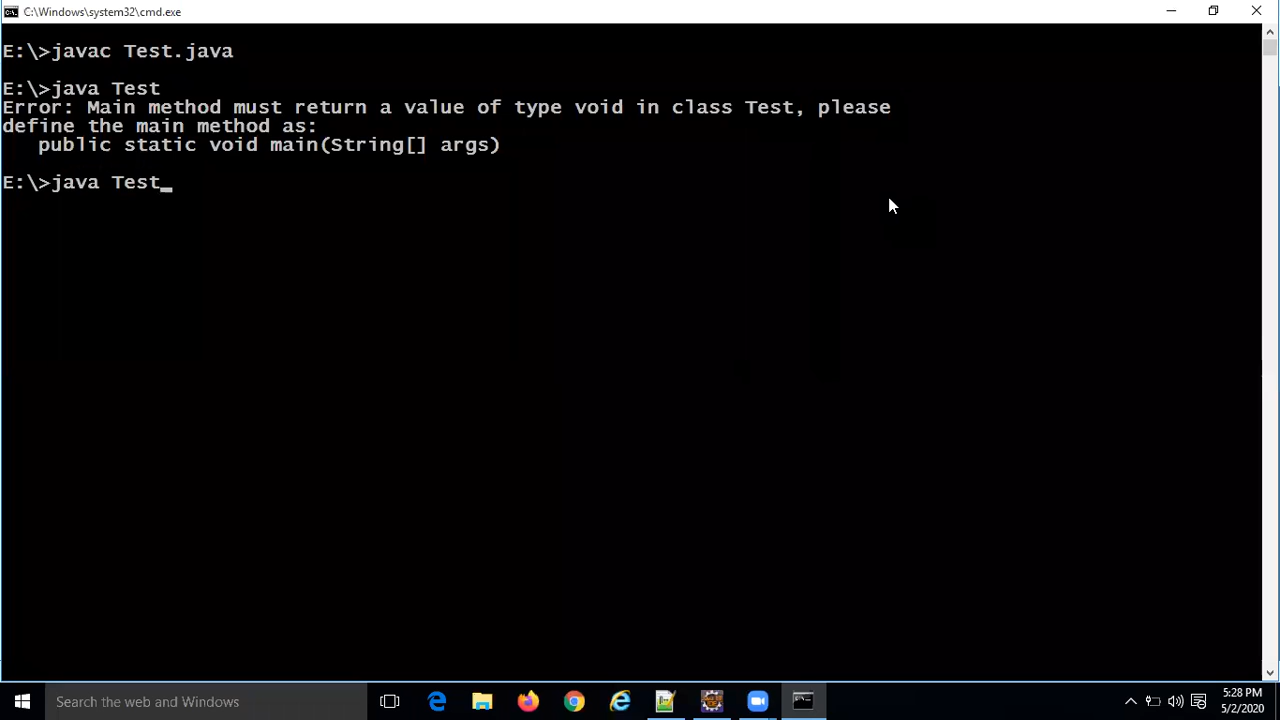 C:\Windows\system32\cmd.exe
E:\>javac Test.java
E:\>java Test
Error: Main method must return a value of type void in class Test, please
define the main method as:
   public static void main(String[] args)
E:\>java Test_
Search the web and Windows
5:28 PM
5/2/2020